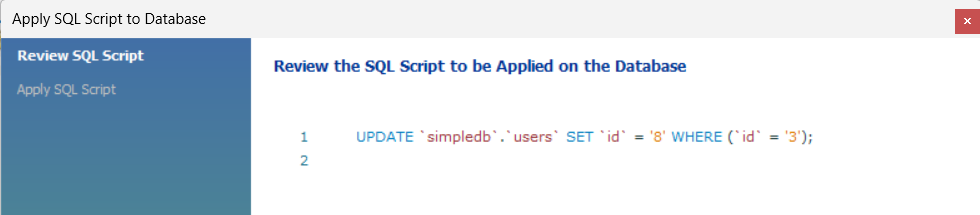 Apply SQL Script to Database
Review SQL Script
Apply SQL Script
Review the SQL Script to be Applied on the Database
1 UPDATE `simpledb`.`users` SET `id` = '8' WHERE (`id` = '3');
2